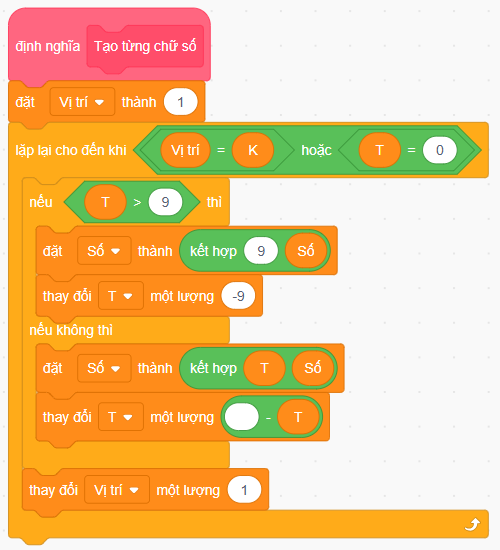 định nghĩa Tạo từng chữ số
đặt Vị trí thành 1
lặp lại cho đến khi Vị trí = K hoặc T = 0
nếu T > 9 thì
đặt Số thành kết hợp 9 Số
thay đổi T một lượng -9
nếu không thì
đặt Số thành kết hợp T Số
thay đổi T một lượng - T
thay đổi Vị trí một lượng 1